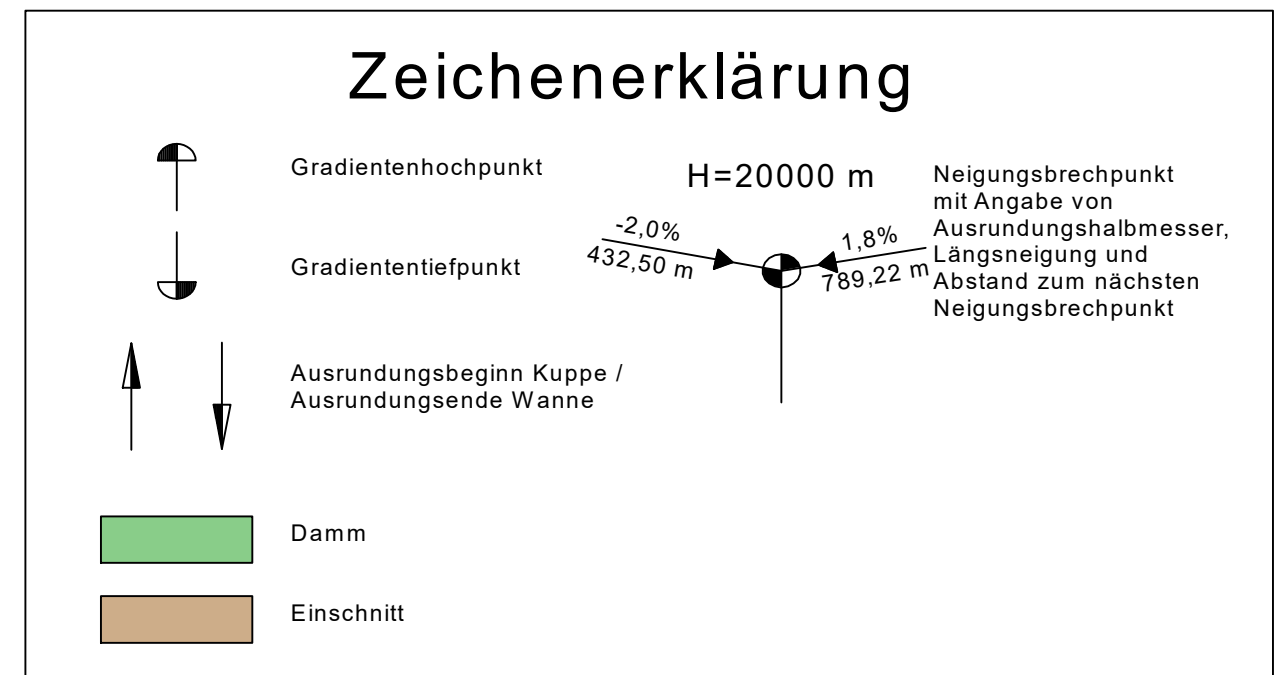 Zeichenerklärung
Gradientenhochpunkt
Gradiententiefpunkt
Ausrundungsbeginn Kuppe /
Ausrundungsende Wanne
Damm
Einschnitt
H=20000 m
-2,0%
432,50 m
1,8%
789,22 m
Neigungsbrechpunkt
mit Angabe von
Ausrundungshalbmesser,
Längsneigung und
Abstand zum nächsten
Neigungsbrechpunkt